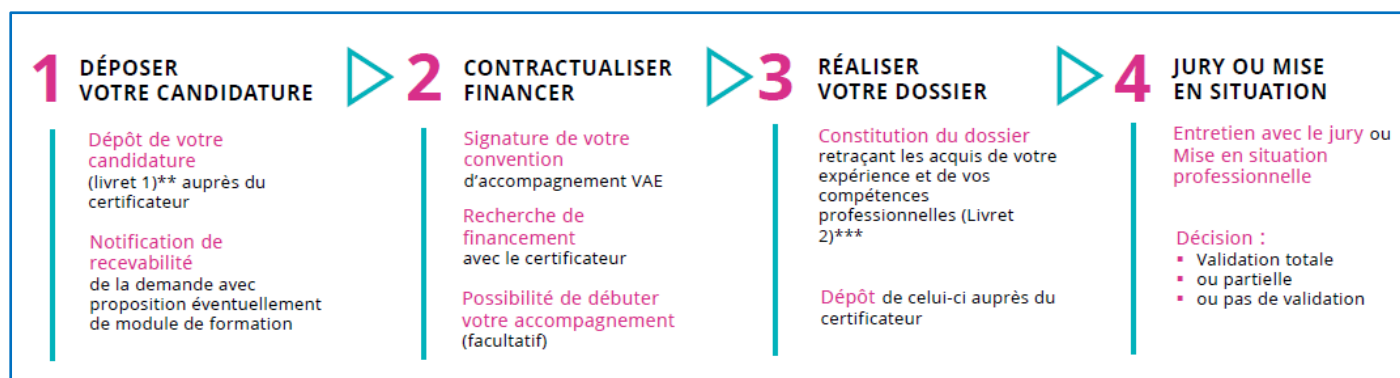 1
DÉPOSER
VOTRE CANDIDATURE
Dépôt de votre
candidature
(livret 1)** auprès du
certificateur
Notification de
recevabilité
de la demande avec
proposition éventuellement
de module de formation
2
CONTRACTUALISER
FINANCER
Signature de votre
convention
d’accompagnement VAE
Recherche de
financement
avec le certificateur
Possibilité de débuter
votre accompagnement
(facultatif)
3
RÉALISER
VOTRE DOSSIER
Constitution du dossier
retraçant les acquis de votre
expérience et de vos
compétences
professionnelles (Livret
2)***
Dépôt de celui-ci auprès du
certificateur
4
JURY OU MISE
EN SITUATION
Entretien avec le jury ou
Mise en situation
professionnelle
Décision :
▪ Validation totale
▪ ou partielle
▪ ou pas de validation